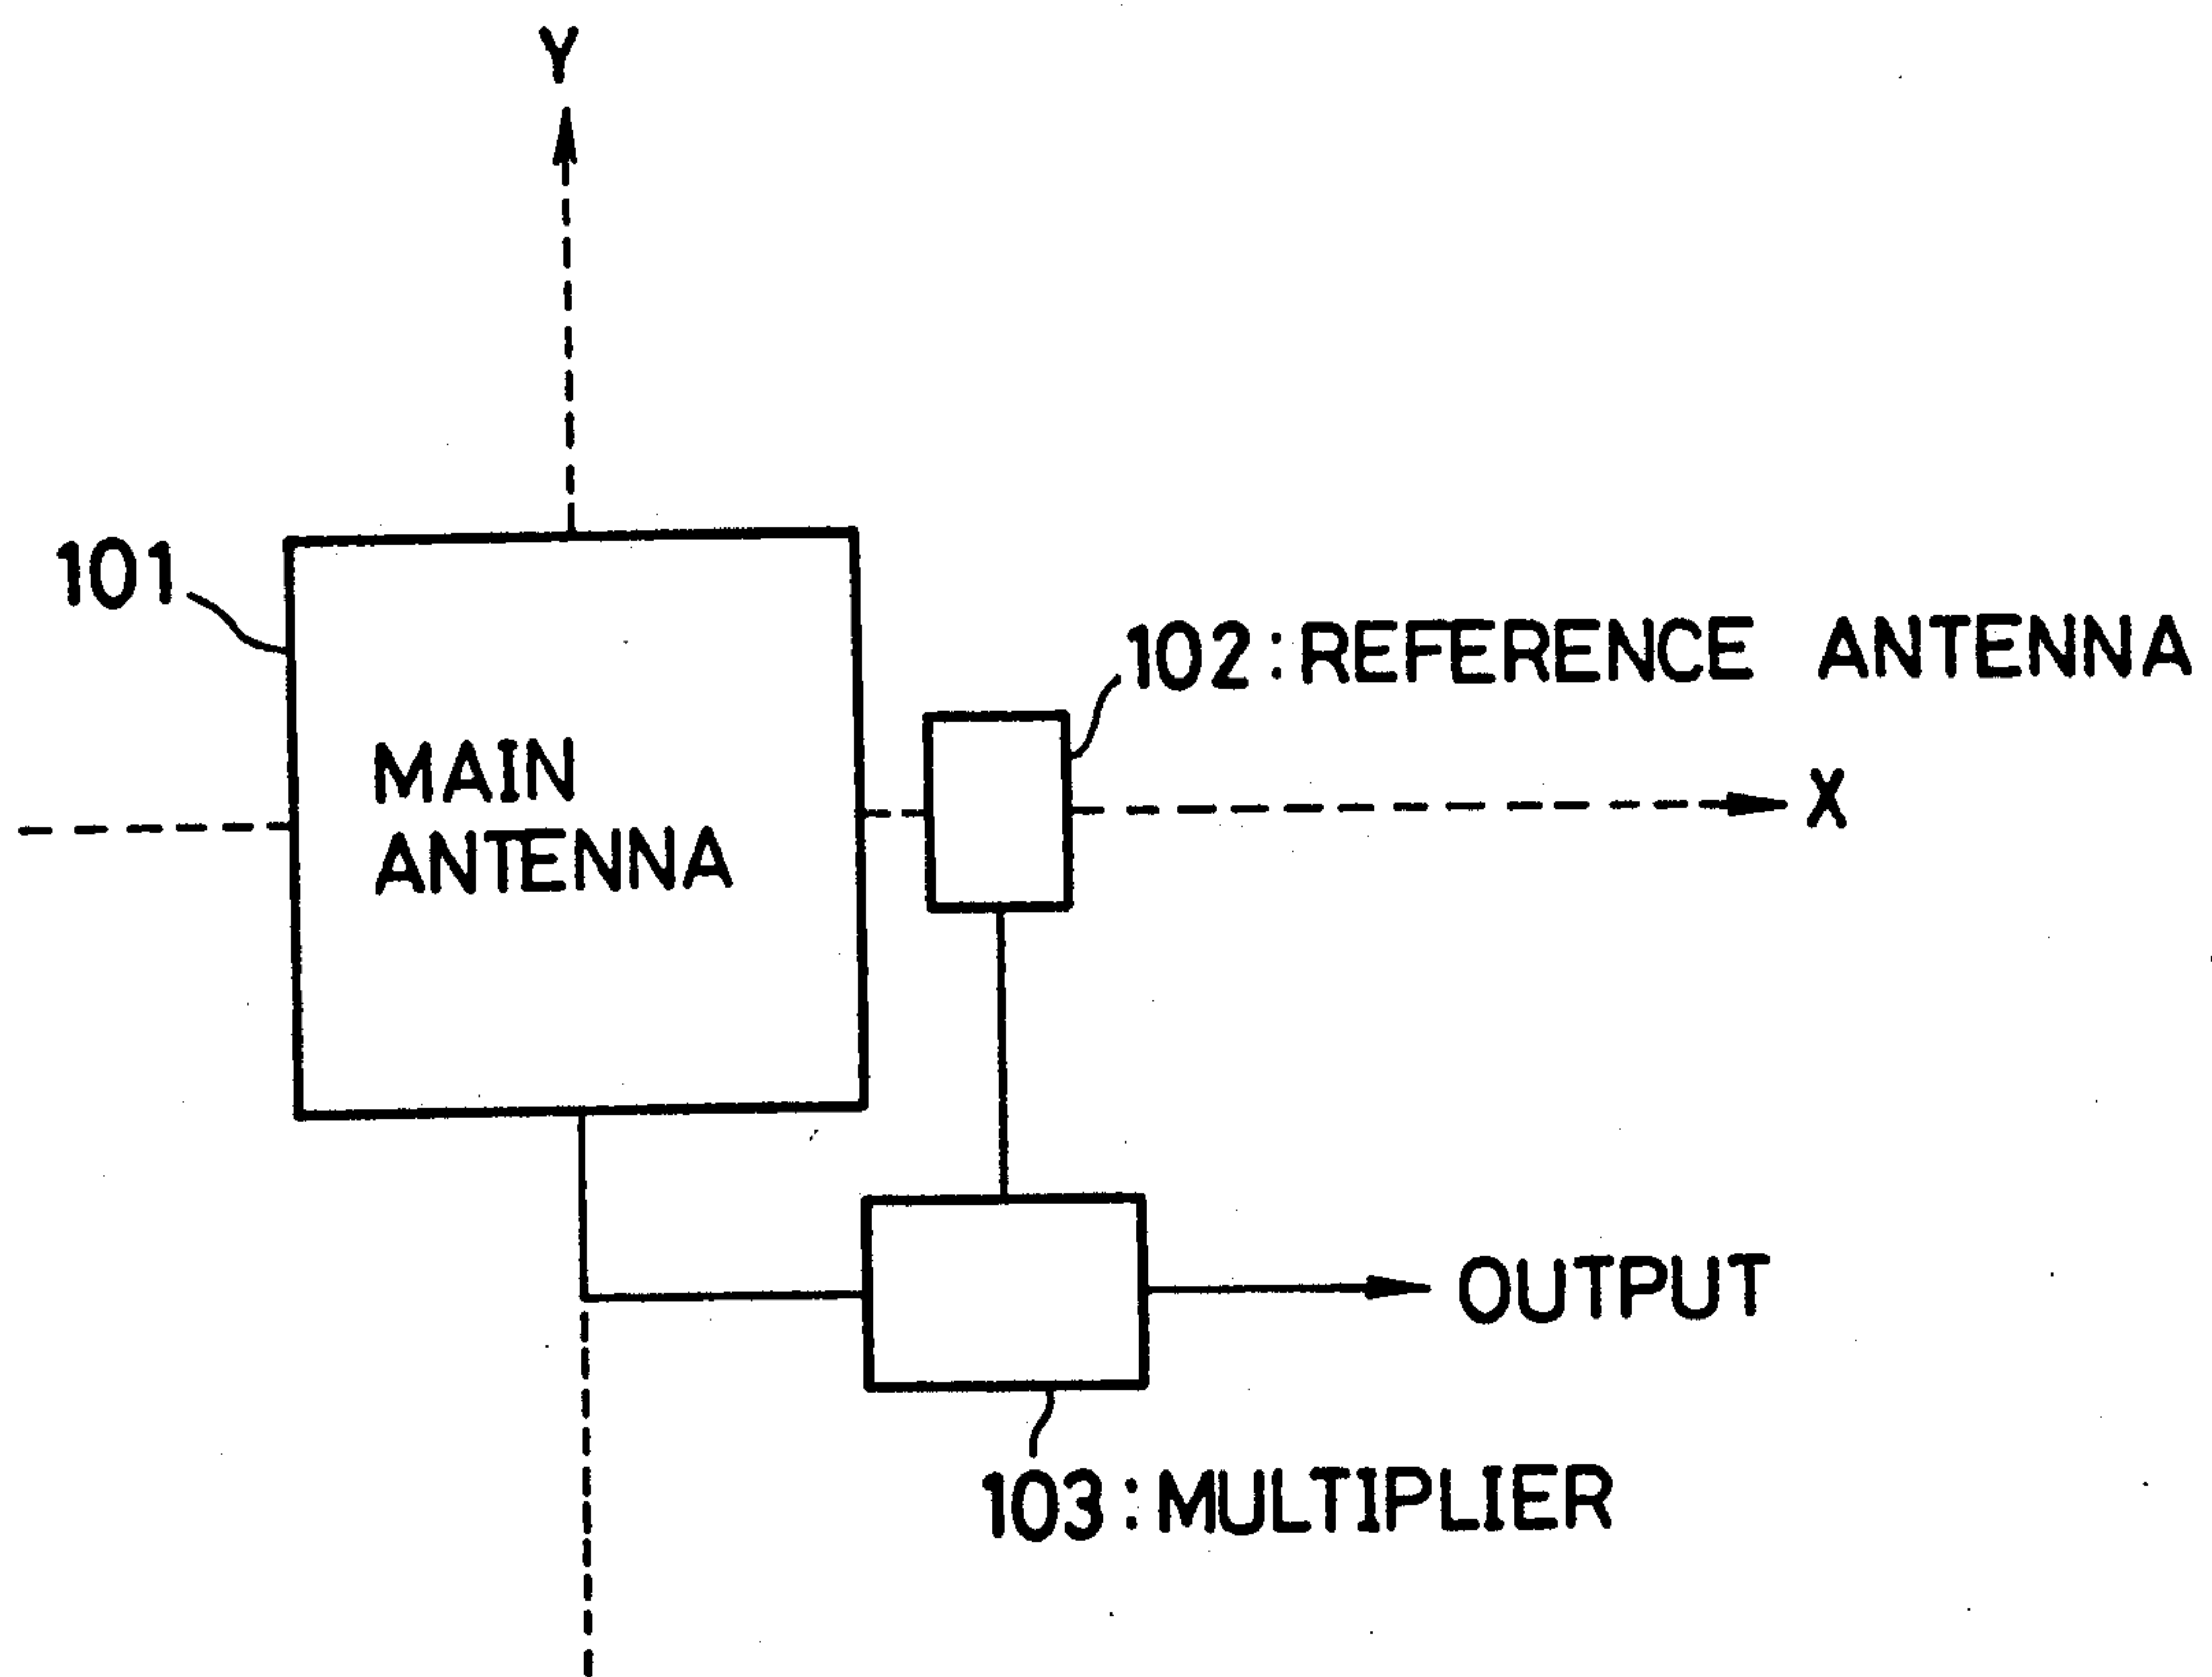 Y
101
102:REFERENCE ANTENNA
MAIN
ANTENNA
X
OUTPUT
103:MULTIPLIER